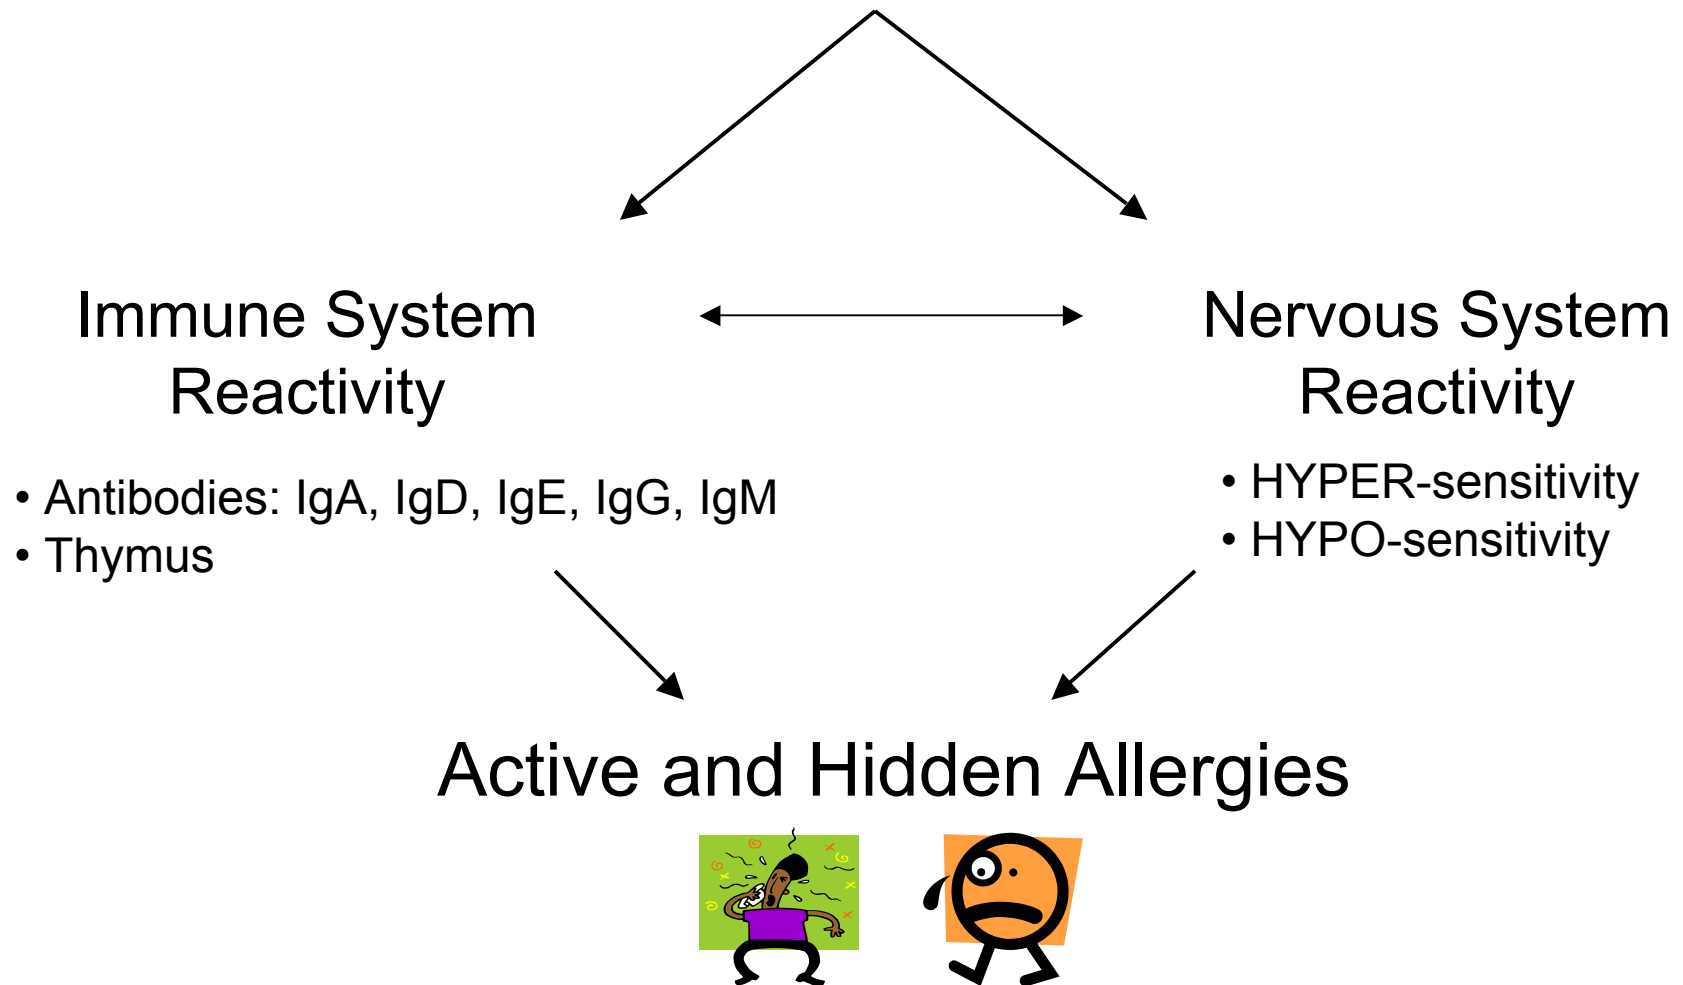 Immune System
Reactivity
• Antibodies: IgA, IgD, IgE, IgG, IgM
• Thymus
Nervous System
Reactivity
• HYPER-sensitivity
• HYPO-sensitivity
Active and Hidden Allergies